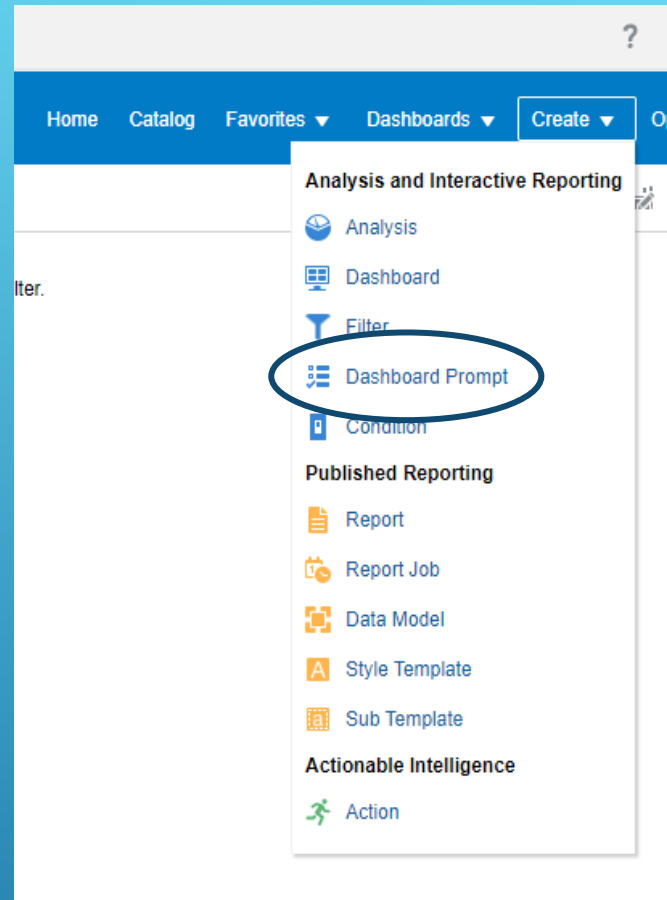 ?
Home Catalog Favorites Dashboards Create
Analysis and Interactive Reporting
Analysis
lter.
Dashboard
Filter
Dashboard Prompt
Condition
Published Reporting
Report
Report Job
Data Model
Style Template
Sub Template
Actionable Intelligence
Action